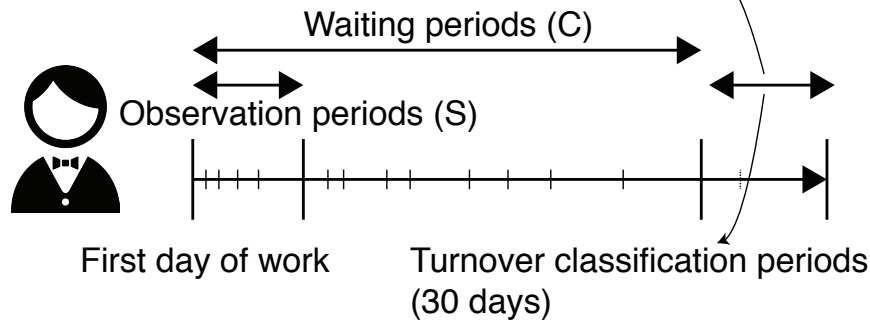 Waiting periods (C)
Observation periods (S)
First day of work
Turnover classification periods
(30 days)